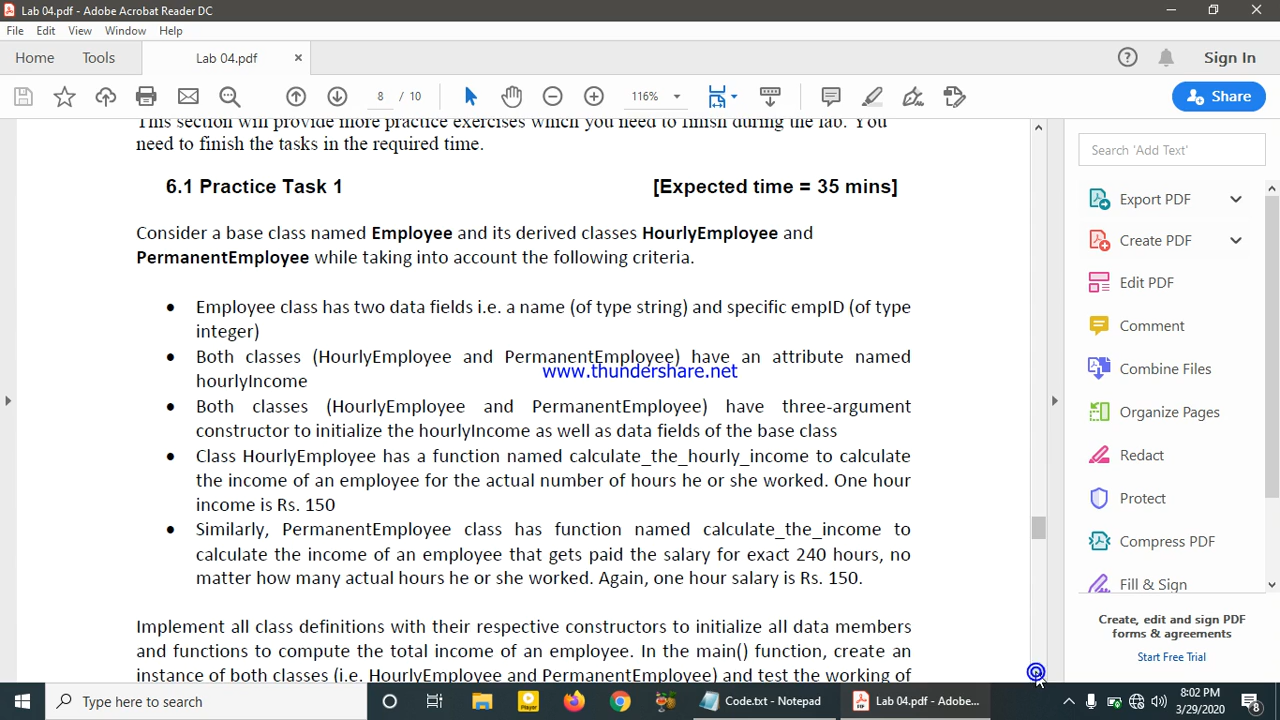 Lab 04.pdf - Adobe Acrobat Reader DC
File Edit View Window Help
Home Tools Lab 04.pdf × Sign In
8 / 10 116% Share
This section will provide more practice exercises which you need to finish during the lab. You
need to finish the tasks in the required time.
6.1 Practice Task 1 [Expected time = 35 mins]
Consider a base class named Employee and its derived classes HourlyEmployee and
PermanentEmployee while taking into account the following criteria.
• Employee class has two data fields i.e. a name (of type string) and specific empID (of type
integer)
• Both classes (HourlyEmployee and PermanentEmployee) have an attribute named
www.thundershare.net
hourlyIncome
• Both classes (HourlyEmployee and PermanentEmployee) have three-argument
constructor to initialize the hourlyIncome as well as data fields of the base class
• Class HourlyEmployee has a function named calculate_the_hourly_income to calculate
the income of an employee for the actual number of hours he or she worked. One hour
income is Rs. 150
• Similarly, PermanentEmployee class has function named calculate_the_income to
calculate the income of an employee that gets paid the salary for exact 240 hours, no
matter how many actual hours he or she worked. Again, one hour salary is Rs. 150.
Implement all class definitions with their respective constructors to initialize all data members
and functions to compute the total income of an employee. In the main() function, create an
instance of both classes (i.e. HourlyEmployee and PermanentEmployee) and test the working of
Search 'Add Text'
Export PDF
Create PDF
Edit PDF
Comment
Combine Files
Organize Pages
Redact
Protect
Compress PDF
Fill & Sign
Create, edit and sign PDF
forms & agreements
Start Free Trial
Type here to search
Player
Code.txt - Notepad
Lab 04.pdf - Adobe...
8:02 PM
3/29/2020
8